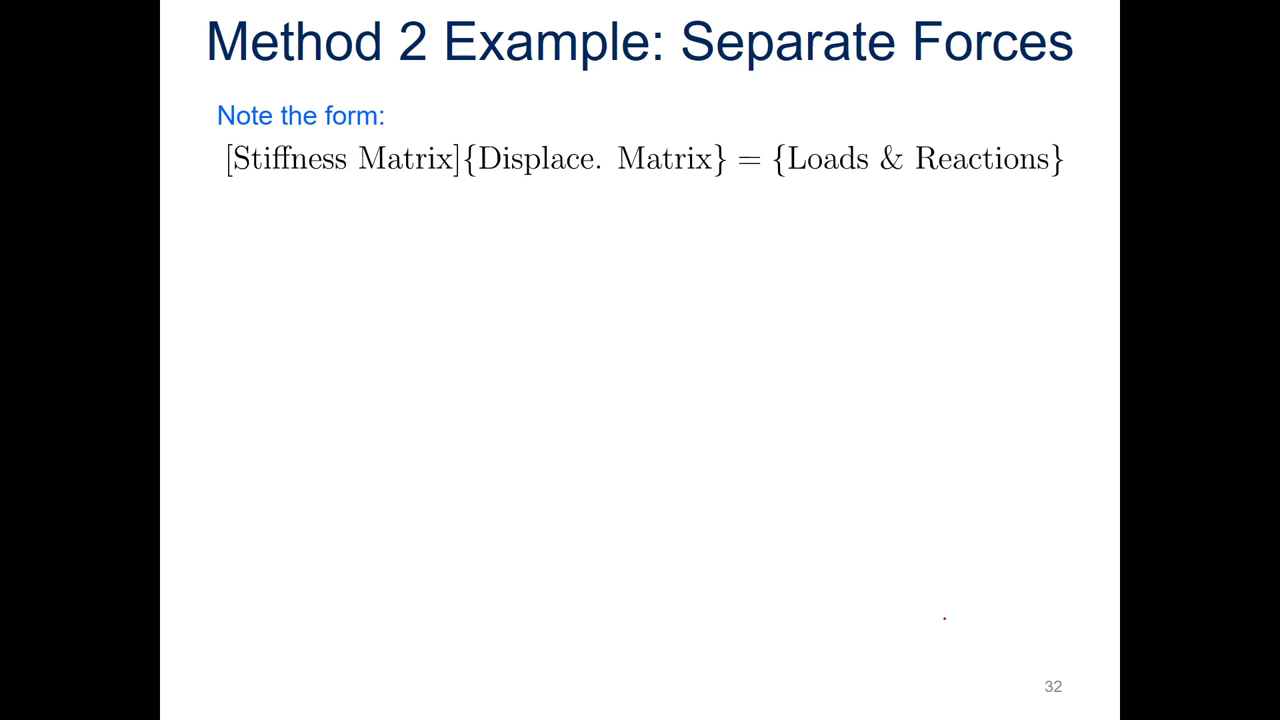 Method 2 Example: Separate Forces
Note the form:
[Stiffness Matrix]{Displace. Matrix} = {Loads & Reactions}
32